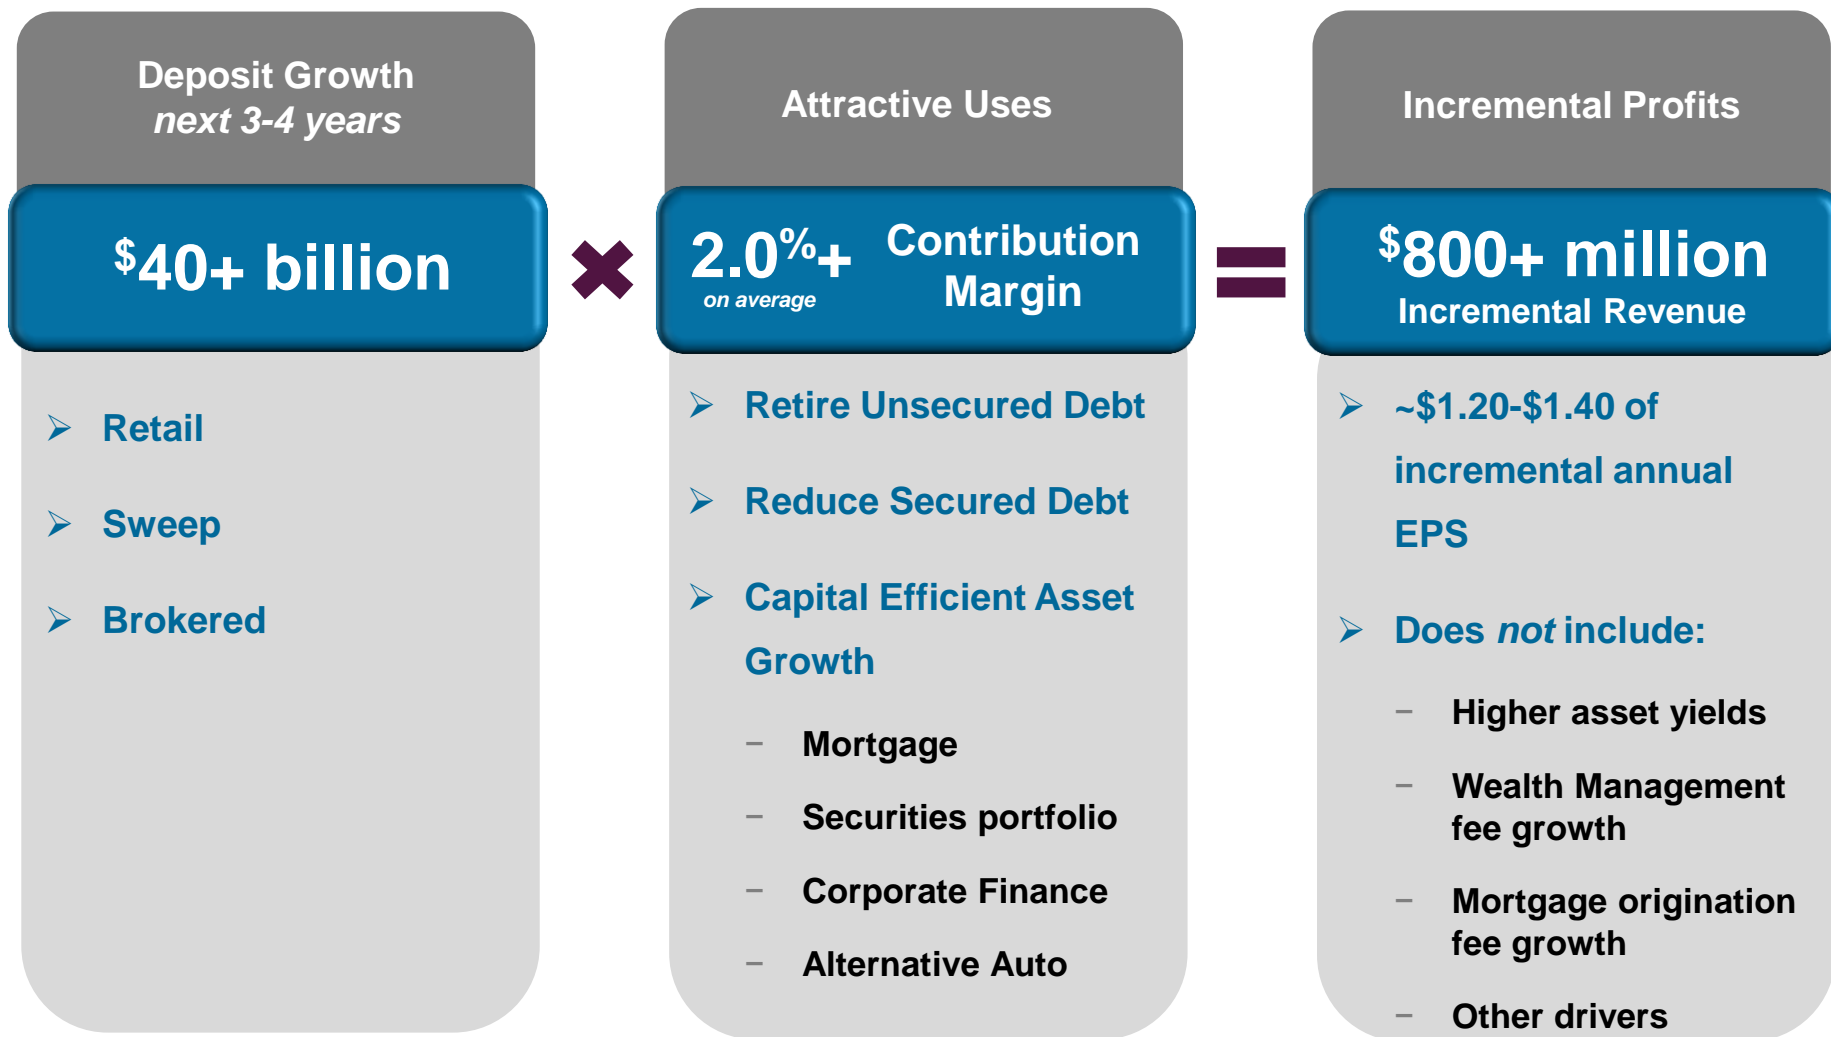 Deposit Growth
next 3-4 years
$40+ billion
➢ Retail
➢ Sweep
➢ Brokered
Attractive Uses
2.0%+
on average
Contribution
Margin
➢ Retire Unsecured Debt
➢ Reduce Secured Debt
➢ Capital Efficient Asset
Growth
− Mortgage
− Securities portfolio
− Corporate Finance
− Alternative Auto
Incremental Profits
$800+ million
Incremental Revenue
➢ ~$1.20-$1.40 of
incremental annual
EPS
➢ Does not include:
− Higher asset yields
− Wealth Management
fee growth
− Mortgage origination
fee growth
− Other drivers